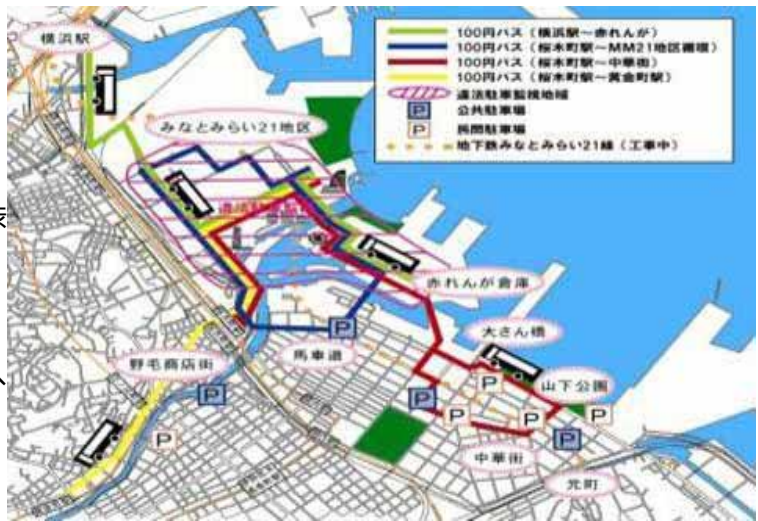 100円バス(横浜駅~赤れんが)
100円バス(桜木町駅~MM21地区循環)
100円バス(桜木町駅~中華街)
100円バス(桜木町駅~黄金町駅)
違法駐車監視地域
P 公共駐車場
P 民間駐車場
地下鉄みなとみらい21線(工事中)
横浜駅
みなとみらい21地区
赤れんが倉庫
大さん橋
馬車道
P
野毛商店街
山下公園
P
P
P
P
P
P
P
P
中華街
元町